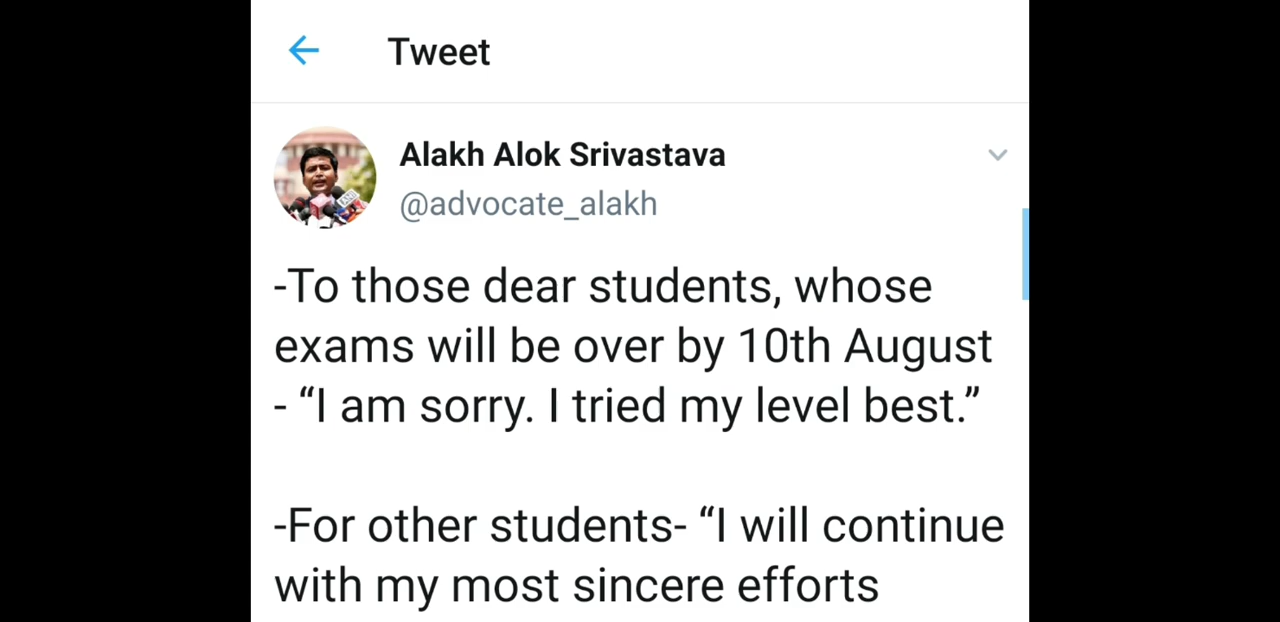 Tweet
Alakh Alok Srivastava
@advocate_alakh
-To those dear students, whose
exams will be over by 10th August
- “I am sorry. I tried my level best.”
-For other students- “I will continue
with my most sincere efforts